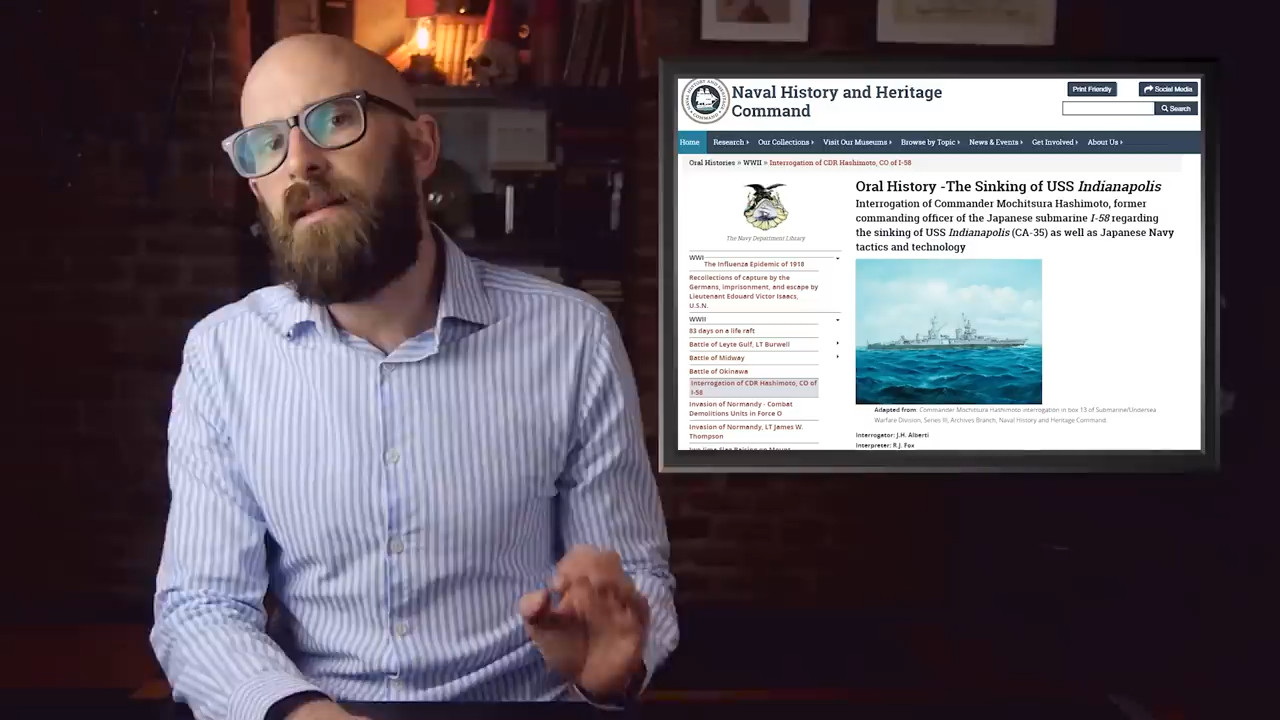 Naval History and Heritage
Command
Print Friendly
Social Media
Search
Home
Research
Our Collections
Visit Our Museums
Browse by Topic
News & Events
Get Involved
About Us
Oral Histories » WWII » Interrogation of CDR Hashimoto, CO of I-58
The Navy Department Library
WWI
The Influenza Epidemic of 1918
Recollections of capture by the
Germans, imprisonment, and escape by
Lieutenant Edouard Victor Isaacs,
U.S.N.
WWII
83 days on a life raft
Battle of Leyte Gulf, LT Burwell
Battle of Midway
Battle of Okinawa
Interrogation of CDR Hashimoto, CO of
I-58
Invasion of Normandy - Combat
Demolitions Units in Force O
Invasion of Normandy, LT James W.
Thompson
Oral History -The Sinking of USS Indianapolis
Interrogation of Commander Mochitsura Hashimoto, former
commanding officer of the Japanese submarine I-58 regarding
the sinking of USS Indianapolis (CA-35) as well as Japanese Navy
tactics and technology
Adapted from Commander Mochitsura Hashimoto interrogation in box 13 of Submarine/Undersea
Warfare Division, Series III, Archives Branch, Naval History and Heritage Command.
Interrogator: J.H. Alberti
Interpreter: R.J. Fox